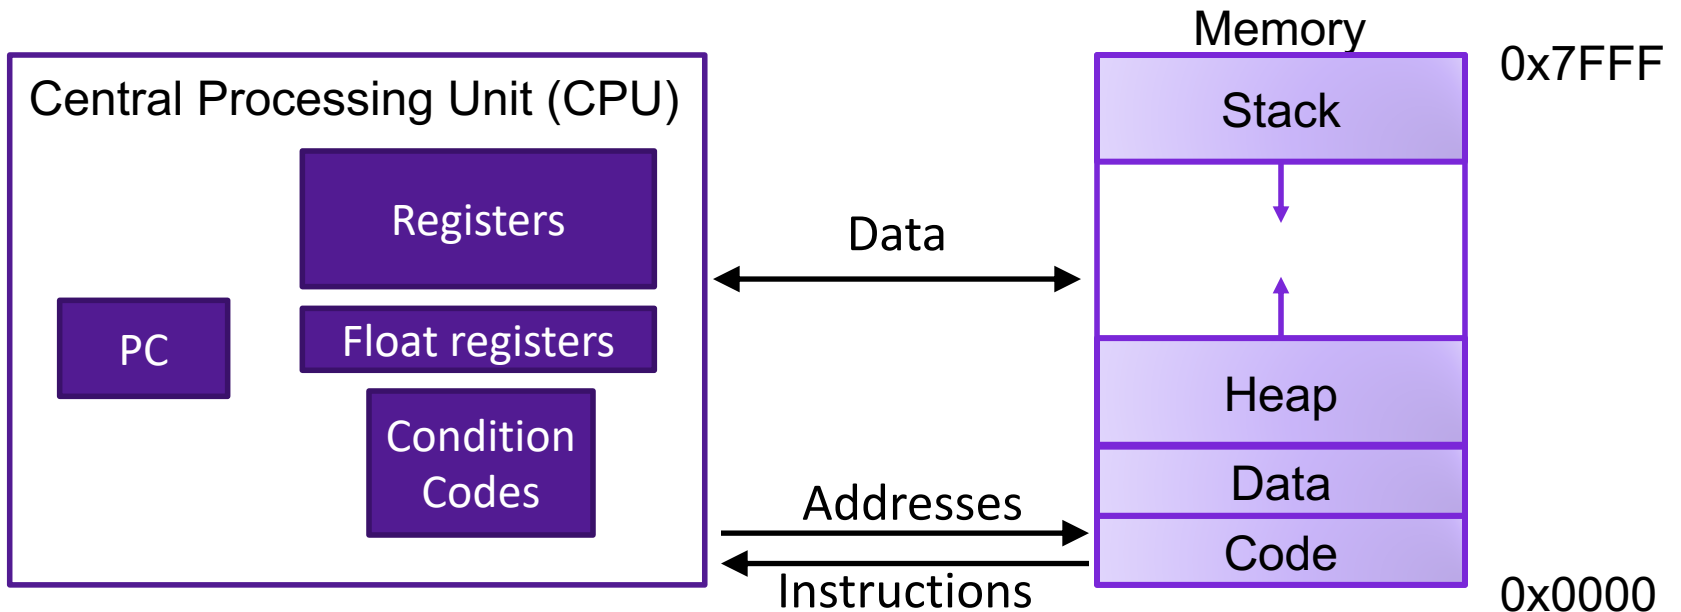 Central Processing Unit (CPU)
Registers
PC
Float registers
Condition
Codes
Data
Addresses
Instructions
Memory
0x7FFF
Stack
Heap
Data
Code
0x0000